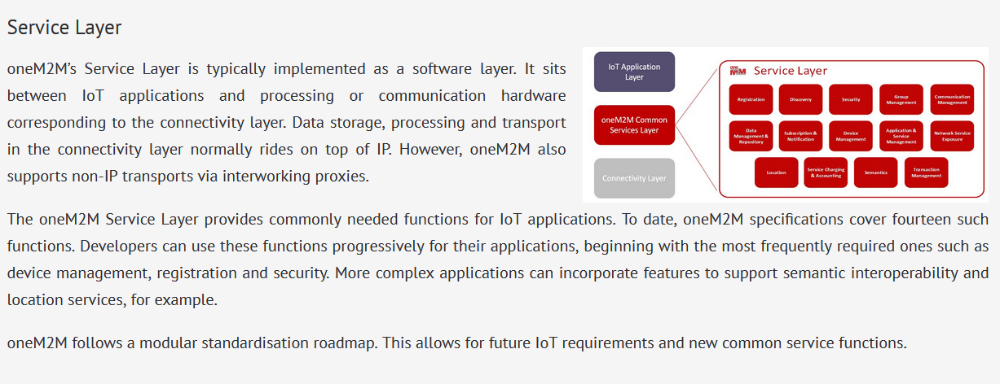 Service Layer
oneM2M’s Service Layer is typically implemented as a software layer. It sits
between IoT applications and processing or communication hardware
corresponding to the connectivity layer. Data storage, processing and transport
in the connectivity layer normally rides on top of IP. However, oneM2M also
supports non-IP transports via interworking proxies.
IoT Application
Layer
oneM2M Common
Services Layer
Connectivity Layer
one
M2M
Service Layer
Registration
Discovery
Security
Group
Management
Communication
Management
Data
Management &
Repository
Subscription &
Notification
Device
Management
Application &
Service
Management
Network Service
Exposure
Location
Service Charging
& Accounting
Semantics
Transaction
Management
The oneM2M Service Layer provides commonly needed functions for IoT applications. To date, oneM2M specifications cover fourteen such
functions. Developers can use these functions progressively for their applications, beginning with the most frequently required ones such as
device management, registration and security. More complex applications can incorporate features to support semantic interoperability and
location services, for example.
oneM2M follows a modular standardisation roadmap. This allows for future IoT requirements and new common service functions.